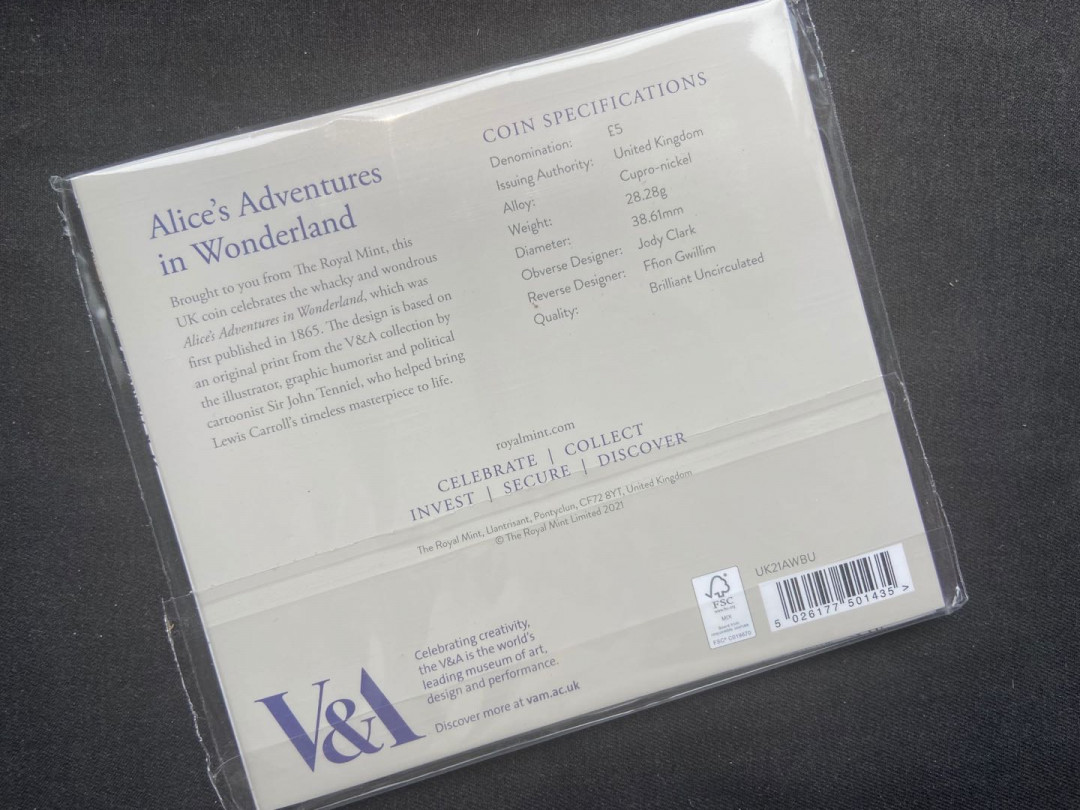 Alice's Adventures
in Wonderland
Brought to you from The Royal Mint, this
UK coin celebrates the whacky and wondrous
Alice's Adventures in Wonderland, which was
first published in 1865. The design is based on
an original print from the V&A collection by
the illustrator, graphic humorist and political
cartoonist Sir John Tenniel, who helped bring
Lewis Carroll's timeless masterpiece to life.
COIN SPECIFICATIONS
Denomination: £5
Issuing Authority: United Kingdom
Alloy: Cupro-nickel
Weight: 28.28g
Diameter: 38.61mm
Obverse Designer: Jody Clark
Reverse Designer: Ffion Gwillim
Quality: Brilliant Uncirculated
royalmint.com
CELEBRATE | COLLECT
INVEST | SECURE | DISCOVER
The Royal Mint, Llantrisant, Pontyclun, CF72 8YT, United Kingdom
© The Royal Mint Limited 2021
V&A
Celebrating creativity,
the V&A is the world's
leading museum of art,
design and performance.
Discover more at vam.ac.uk
FSC
www.fsc.org
MIX
UK21AWBU
5 026177 501435 >